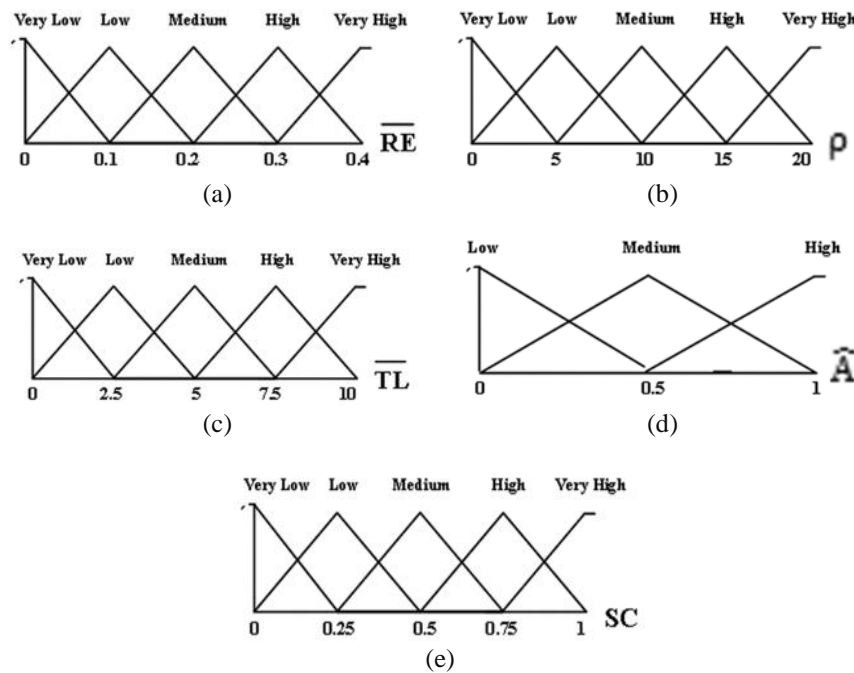 Very Low Low Medium High Very High
0 0.1 0.2 0.3 0.4 RE
(a)
Very Low Low Medium High Very High
0 5 10 15 20 ρ
(b)
Very Low Low Medium High Very High
0 2.5 5 7.5 10 TL
(c)
Low Medium High
0 0.5 1 Â
(d)
Very Low Low Medium High Very High
0 0.25 0.5 0.75 1 SC
(e)